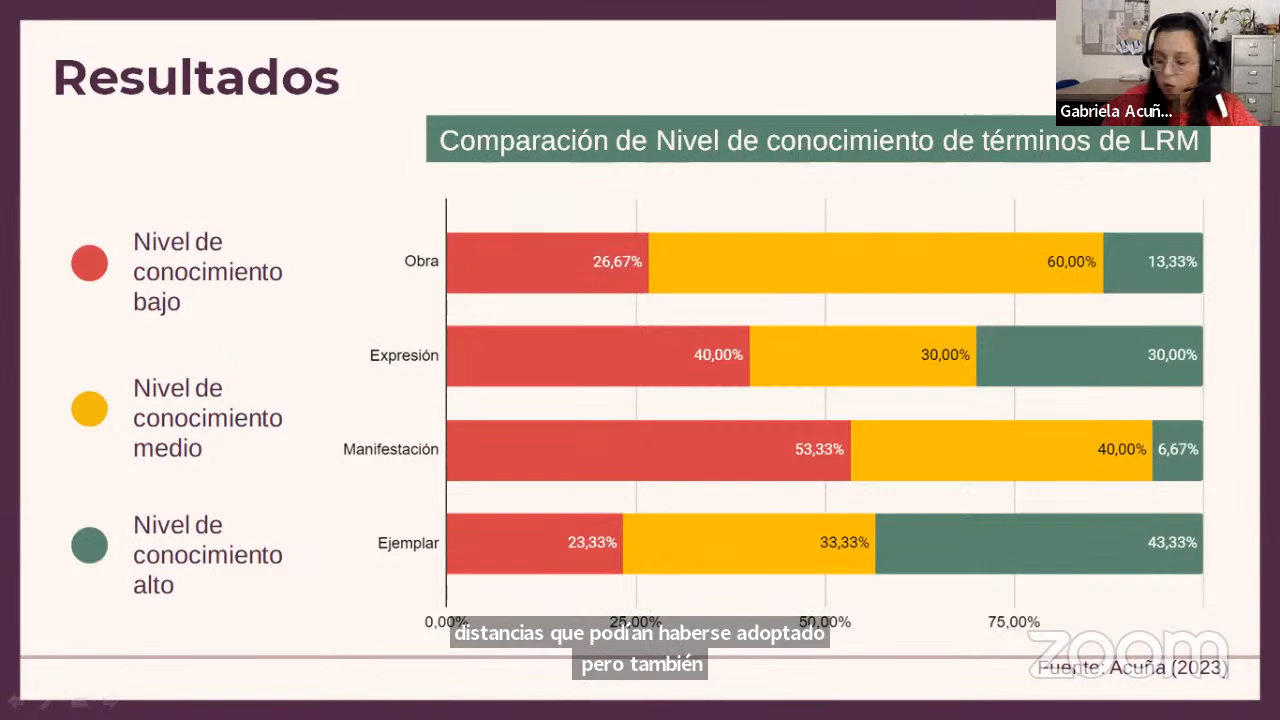 Resultados
Gabriela Acuñ...
Comparación de Nivel de conocimiento de términos de LRM
Nivel de
conocimiento
bajo
Nivel de
conocimiento
medio
Nivel de
conocimiento
alto
Obra
26,67%
60,00%
13,33%
Expresión
40,00%
30,00%
30,00%
Manifestación
53,33%
40,00%
6,67%
Ejemplar
23,33%
33,33%
43,33%
0,00%
25,00%
50,00%
75,00%
distancias que podían haberse adoptado
pero también
zoom
Fuente: Acuña (2023)